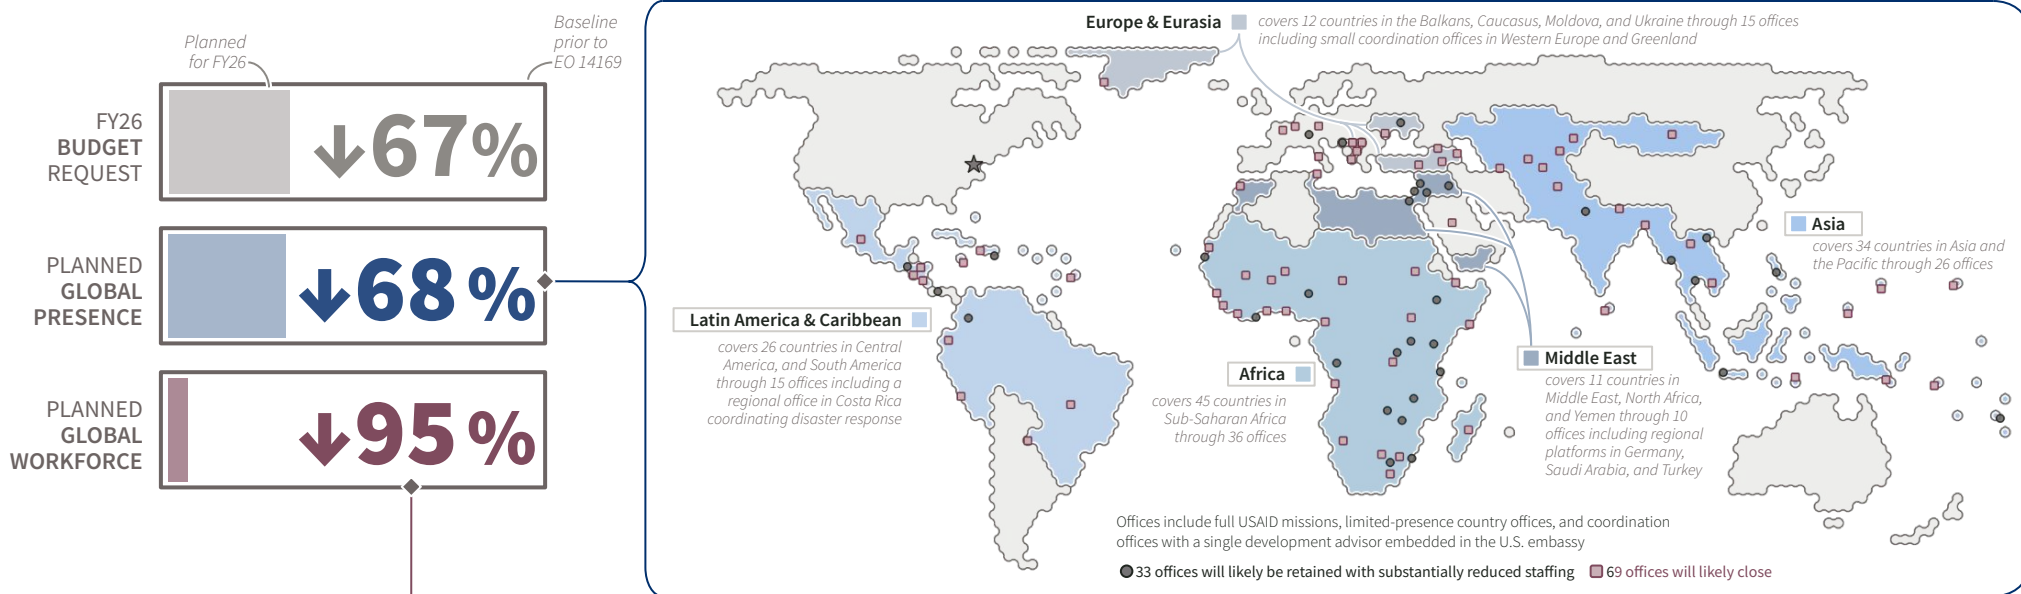 Planned
for FY26
Baseline
prior to
EO 14169
FY26
BUDGET
REQUEST
↓67%
PLANNED
GLOBAL
PRESENCE
↓68 %
PLANNED
GLOBAL
WORKFORCE
↓95 %
Europe & Eurasia
covers 12 countries in the Balkans, Caucasus, Moldova, and Ukraine through 15 offices
including small coordination offices in Western Europe and Greenland
Asia
covers 34 countries in Asia and
the Pacific through 26 offices
Latin America & Caribbean
covers 26 countries in Central
America, and South America
through 15 offices including a
regional office in Costa Rica
coordinating disaster response
Africa
covers 45 countries in
Sub-Saharan Africa
through 36 offices
Middle East
covers 11 countries in
Middle East, North Africa,
and Yemen through 10
offices including regional
platforms in Germany,
Saudi Arabia, and Turkey
Offices include full USAID missions, limited-presence country offices, and coordination
offices with a single development advisor embedded in the U.S. embassy
33 offices will likely be retained with substantially reduced staffing
69 offices will likely close